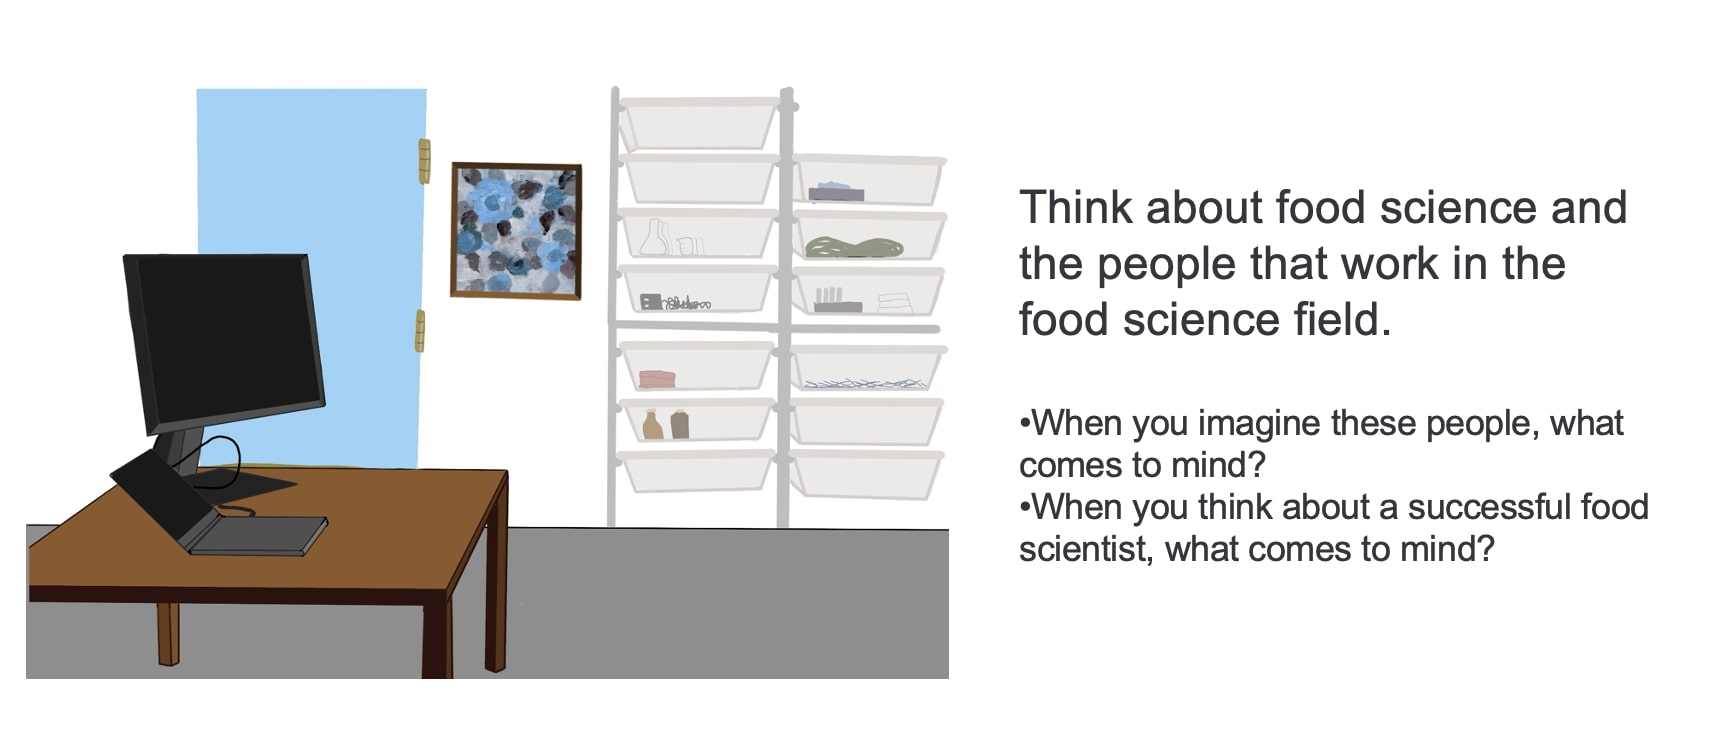 Think about food science and
the people that work in the
food science field.
•When you imagine these people, what
comes to mind?
•When you think about a successful food
scientist, what comes to mind?